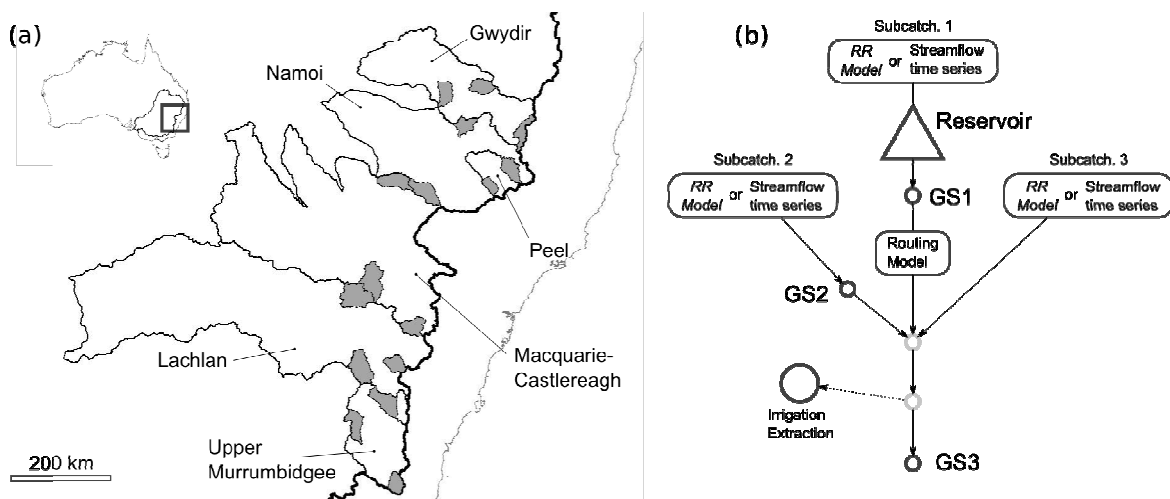 (a)
Gwydir
Namoi
Peel
Lachlan
Macquarie-
Castlereagh
Upper
Murrumbidgee
200 km
(b)
Subcatch. 1
RR or Streamflow
Model time series
Reservoir
Subcatch. 2
RR or Streamflow
Model time series
Subcatch. 3
RR or Streamflow
Model time series
GS1
Routing
Model
GS2
Irrigation
Extraction
GS3